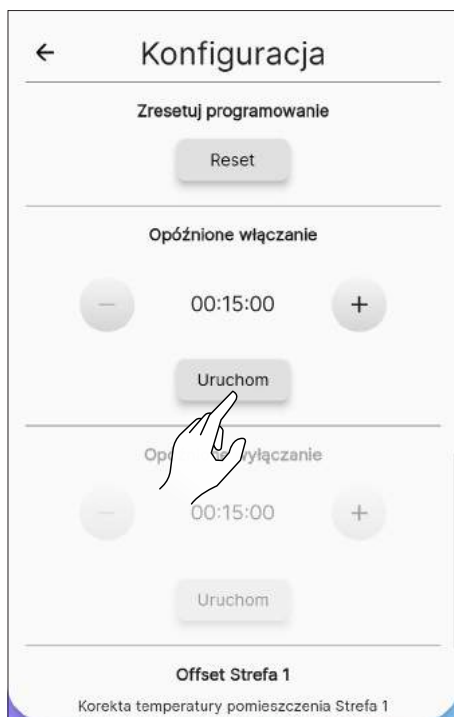 Konfiguracja
Zresetuj programowanie
Reset
Opóźnione włączanie
00:15:00
Uruchom
wyłączanie
00:15:00
Uruchom
Offset Strefa 1
Korekta temperatury pomieszczenia Strefa 1